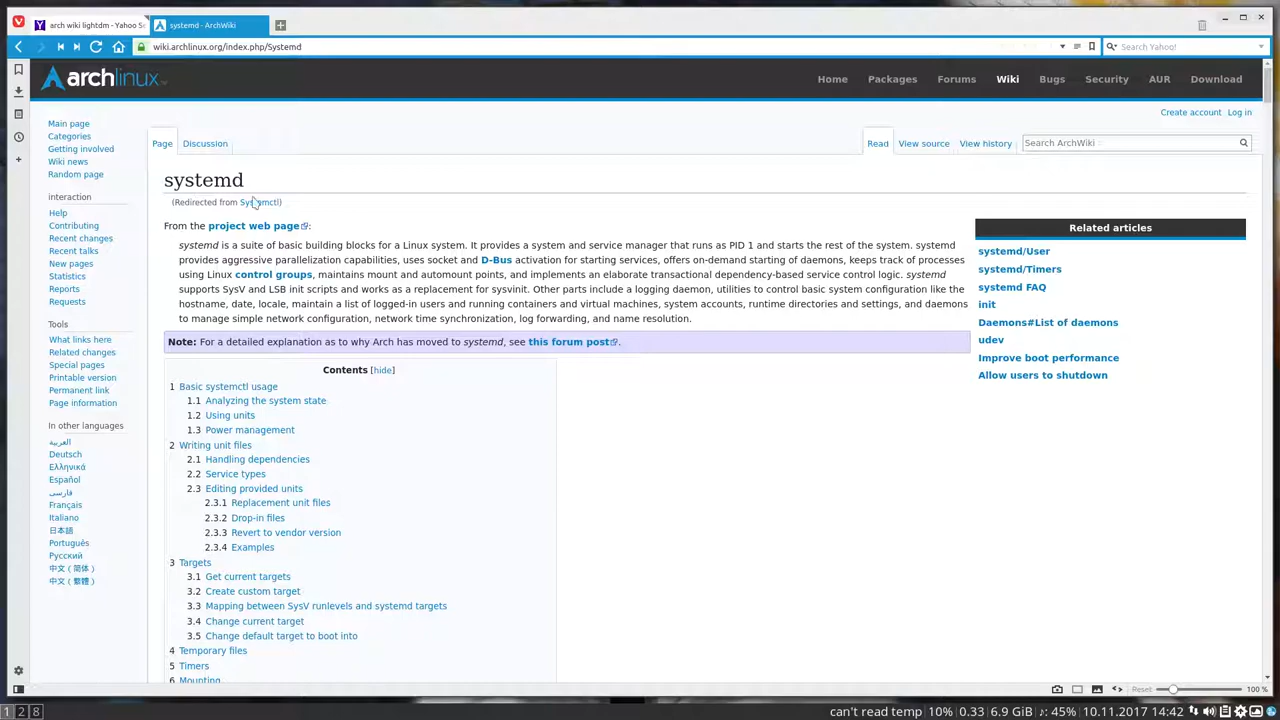 arch wiki lightdm - Yahoo S
systemd - ArchWiki
wiki.archlinux.org/index.php/Systemd
Search Yahoo!
archlinux
Home
Packages
Forums
Wiki
Bugs
Security
AUR
Download
Create account
Log in
Main page
Categories
Getting involved
Wiki news
Random page
interaction
Help
Contributing
Recent changes
Recent talks
New pages
Statistics
Reports
Requests
Tools
What links here
Related changes
Special pages
Printable version
Permanent link
Page information
In other languages
العربية
Deutsch
Ελληνικά
Español
فارسی
Français
Italiano
日本語
Português
Русский
中文（简体）
中文（繁體）
Page
Discussion
Read
View source
View history
Search ArchWiki
systemd
(Redirected from Systemctl)
From the project web page:
systemd is a suite of basic building blocks for a Linux system. It provides a system and service manager that runs as PID 1 and starts the rest of the system. systemd
provides aggressive parallelization capabilities, uses socket and D-Bus activation for starting services, offers on-demand starting of daemons, keeps track of processes
using Linux control groups, maintains mount and automount points, and implements an elaborate transactional dependency-based service control logic. systemd
supports SysV and LSB init scripts and works as a replacement for sysvinit. Other parts include a logging daemon, utilities to control basic system configuration like the
hostname, date, locale, maintain a list of logged-in users and running containers and virtual machines, system accounts, runtime directories and settings, and daemons
to manage simple network configuration, network time synchronization, log forwarding, and name resolution.
Note: For a detailed explanation as to why Arch has moved to systemd, see this forum post.
Contents [hide]
1 Basic systemctl usage
1.1 Analyzing the system state
1.2 Using units
1.3 Power management
2 Writing unit files
2.1 Handling dependencies
2.2 Service types
2.3 Editing provided units
2.3.1 Replacement unit files
2.3.2 Drop-in files
2.3.3 Revert to vendor version
2.3.4 Examples
3 Targets
3.1 Get current targets
3.2 Create custom target
3.3 Mapping between SysV runlevels and systemd targets
3.4 Change current target
3.5 Change default target to boot into
4 Temporary files
5 Timers
6 Mounting
Related articles
systemd/User
systemd/Timers
systemd FAQ
init
Daemons#List of daemons
udev
Improve boot performance
Allow users to shutdown
Reset
100 %
1 2 8
can't read temp 10% 0.33 6.9 GiB ♪: 45% 10.11.2017 14:42